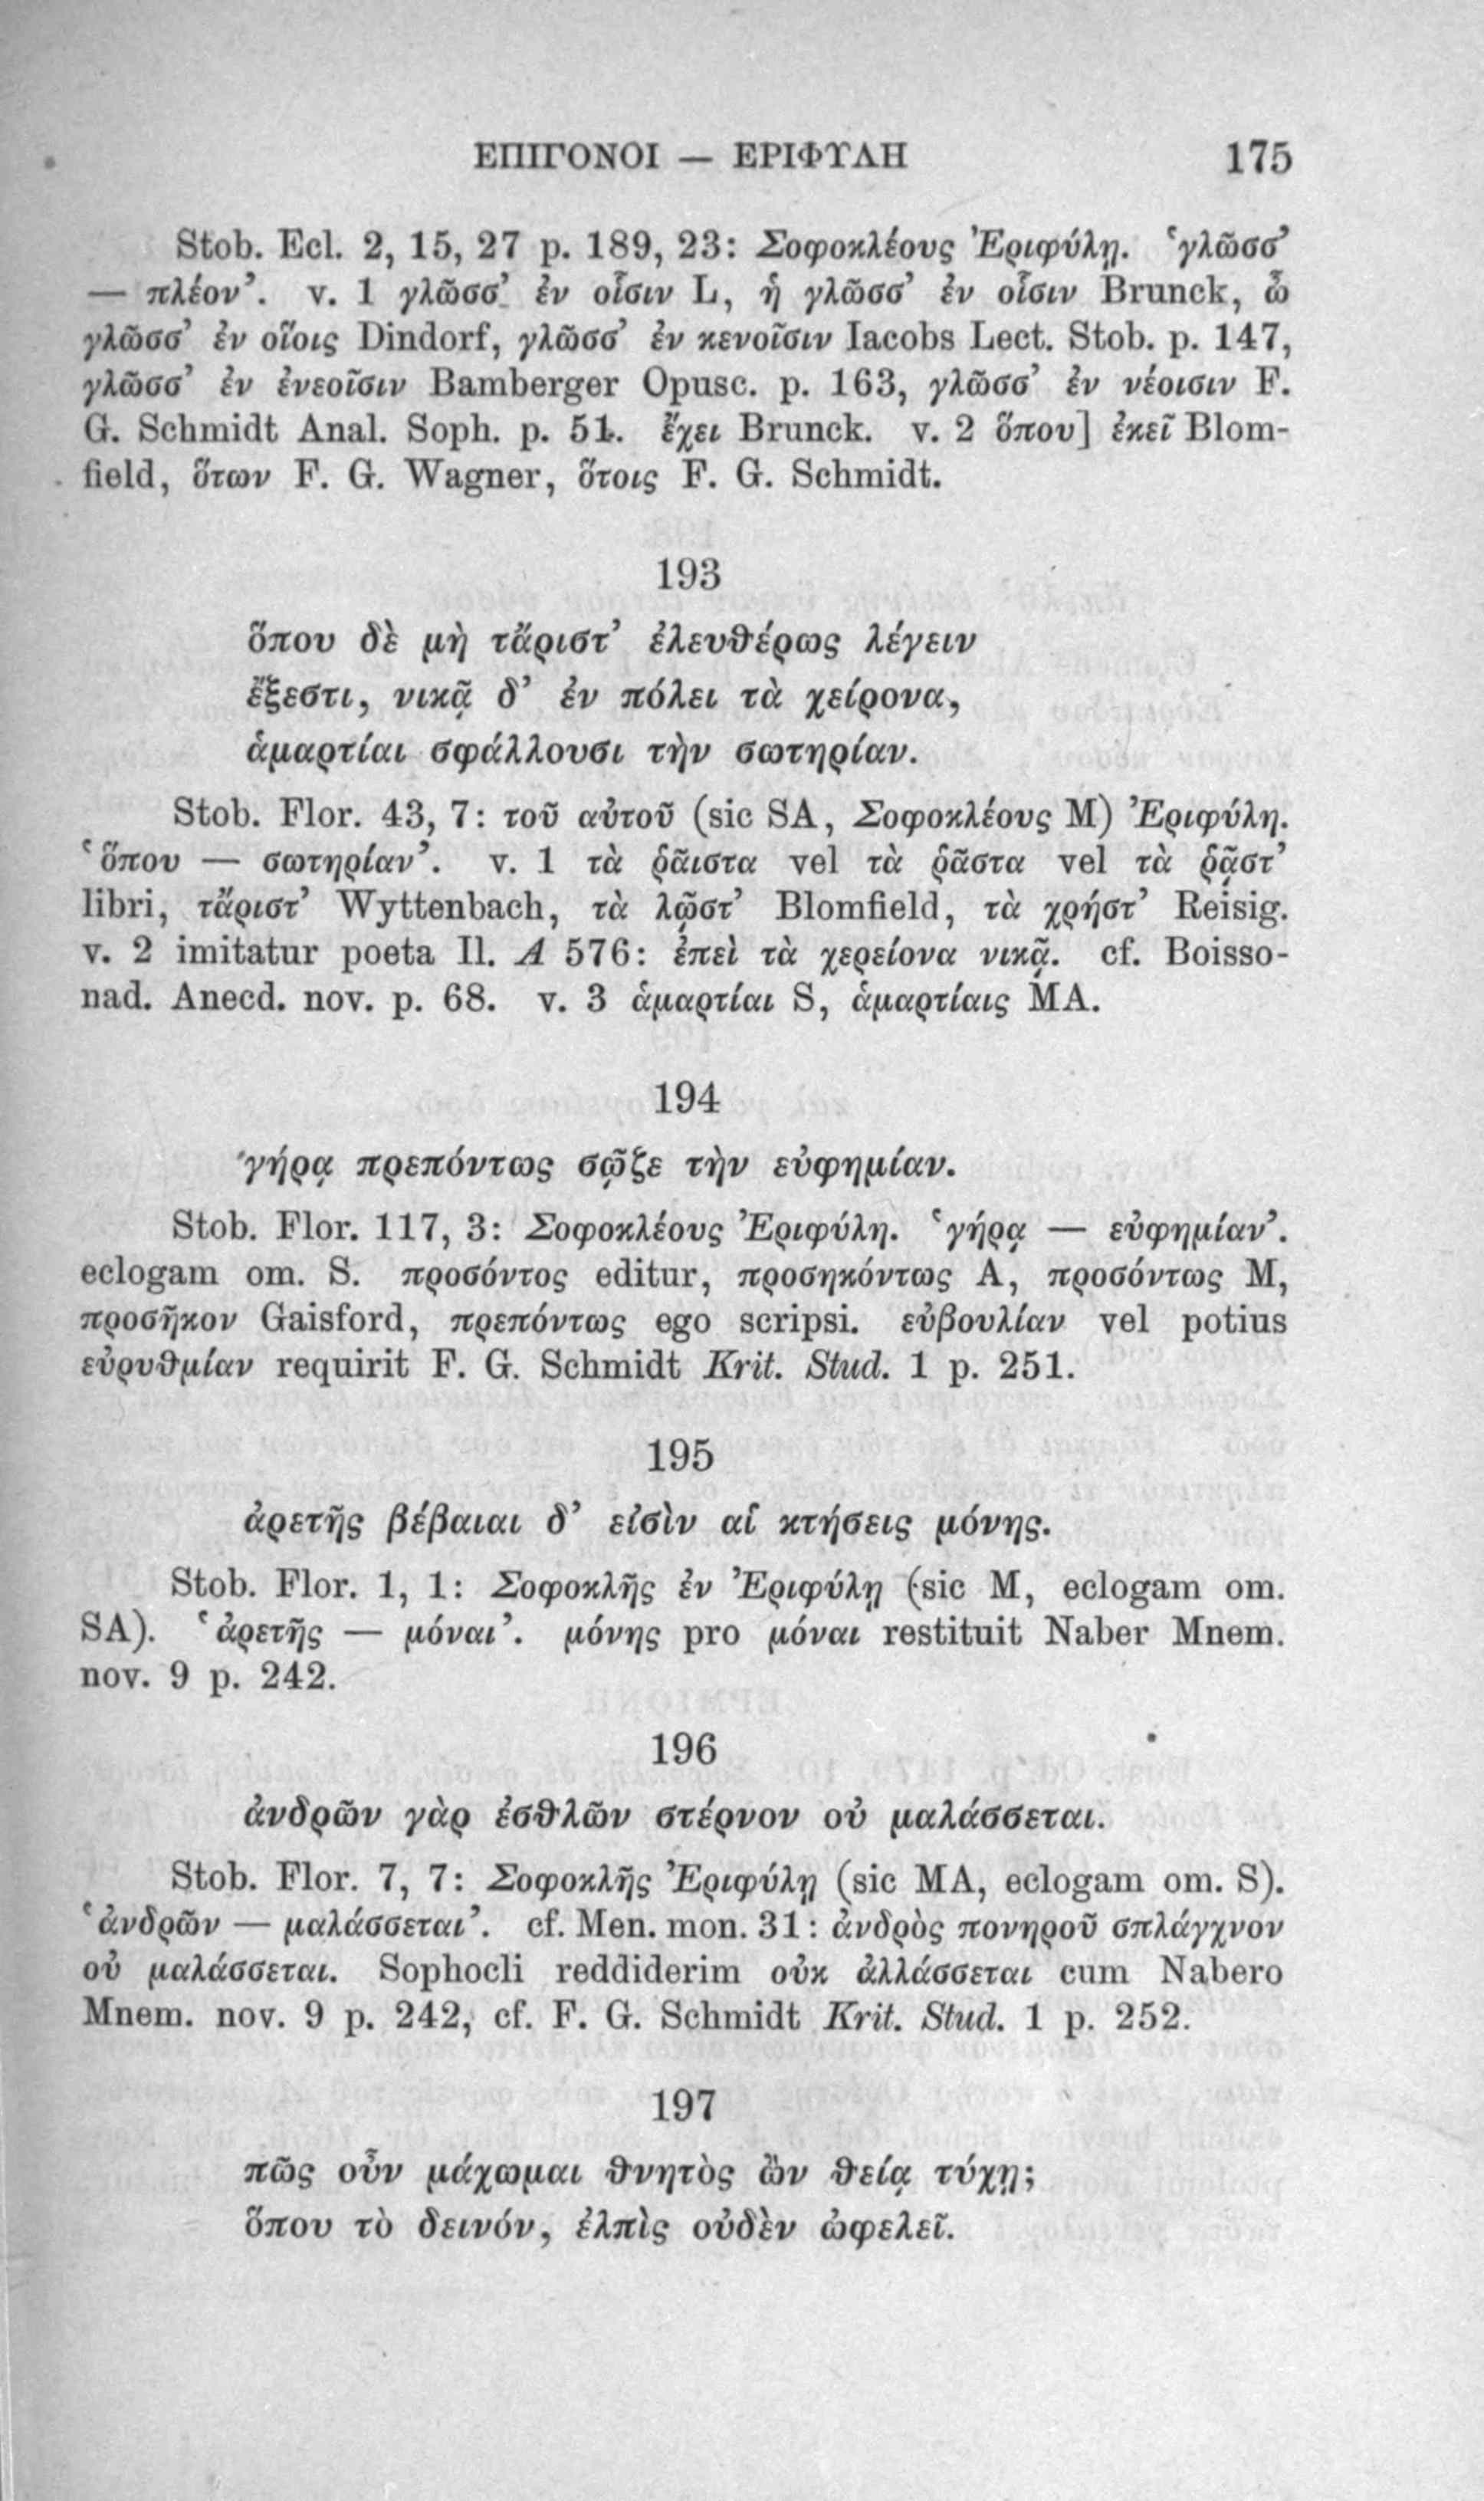 ΕΠΙΓΟΝΟΙ — ΕΡΙΦΥΛΗ 175
Stob. Ecl. 2, 15, 27 p. 189, 23: Σοφοκλέους Ἐριφύλῃ. ‘γλῶσσ’
— πλέον’. v. 1 γλῶσσ’ ἐν οἷσιν L, ἡ γλῶσσ’ ἐν οἷσιν Brunck, ὦ
γλῶσσ’ ἐν οἵοις Dindorf, γλῶσσ’ ἐν κενοῖσιν Iacobs Lect. Stob. p. 147,
γλῶσσ’ ἐν ἐνεοῖσιν Bamberger Opusc. p. 163, γλῶσσ’ ἐν νέοισιν F.
G. Schmidt Anal. Soph. p. 51. ἔχει Brunck. v. 2 ὅπου] ἐκεῖ Blom-
field, ὅτων F. G. Wagner, ὅτοις F. G. Schmidt.
193
ὅπου δὲ μὴ τἄριστ’ ἐλευθέρως λέγειν
ἔξεστι, νικᾷ δ’ ἐν πόλει τὰ χείρονα,
ἁμαρτίαι σφάλλουσι τὴν σωτηρίαν.
Stob. Flor. 43, 7: τοῦ αὐτοῦ (sic SA, Σοφοκλέους M) Ἐριφύλη.
‘ὅπου — σωτηρίαν’. v. 1 τὰ ῥᾶιστα vel τὰ ῥᾶστα vel τὰ ῥᾷστ’
libri, τἄριστ’ Wyttenbach, τὰ λῷστ’ Blomfield, τὰ χρήστ’ Reisig.
v. 2 imitatur poeta Il. Α 576: ἐπεὶ τὰ χερείονα νικᾷ. cf. Boisso-
nad. Anecd. nov. p. 68. v. 3 ἁμαρτίαι S, ἁμαρτίαις MA.
194
γήρᾳ πρεπόντως σῷζε τὴν εὐφημίαν.
Stob. Flor. 117, 3: Σοφοκλέους Ἐριφύλη. ‘γήρᾳ — εὐφημίαν’.
eclogam om. S. προσόντος editur, προσηκόντως A, προσόντως M,
προσῆκον Gaisford, πρεπόντως ego scripsi. εὐβουλίαν vel potius
εὐρυθμίαν requirit F. G. Schmidt Krit. Stud. 1 p. 251.
195
ἀρετῆς βέβαιαι δ’ εἰσὶν αἱ κτήσεις μόνης.
Stob. Flor. 1, 1: Σοφοκλῆς ἐν Ἐριφύλῃ (sic M, eclogam om.
SA). ‘ἀρετῆς — μόναι’. μόνης pro μόναι restituit Naber Mnem.
nov. 9 p. 242.
196
ἀνδρῶν γὰρ ἐσθλῶν στέρνον οὐ μαλάσσεται.
Stob. Flor. 7, 7: Σοφοκλῆς Ἐριφύλῃ (sic MA, eclogam om. S).
‘ἀνδρῶν — μαλάσσεται’. cf. Men. mon. 31: ἀνδρὸς πονηροῦ σπλάγχνον
οὐ μαλάσσεται. Sophocli reddiderim οὐκ ἀλλάσσεται cum Nabero
Mnem. nov. 9 p. 242, cf. F. G. Schmidt Krit. Stud. 1 p. 252.
197
πῶς οὖν μάχωμαι θνητὸς ὢν θείᾳ τύχῃ;
ὅπου τὸ δεινόν, ἐλπὶς οὐδὲν ὠφελεῖ.